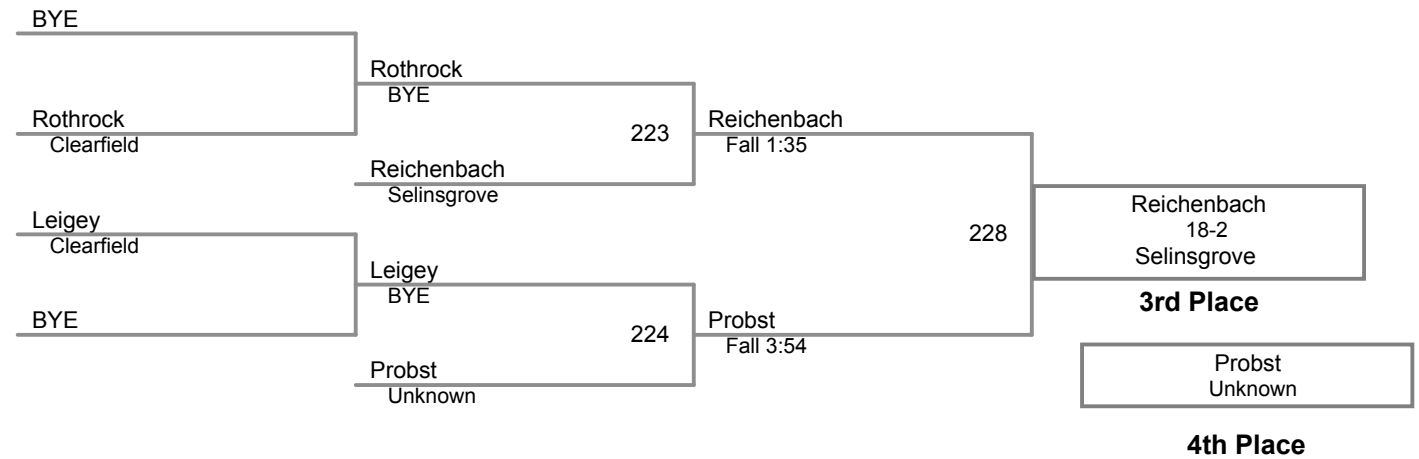 BYE
Rothrock
BYE
Rothrock
Clearfield
223
Reichenbach
Fall 1:35
Reichenbach
Selinsgrove
Leigey
Clearfield
228
Reichenbach
18-2
Selinsgrove
3rd Place
Leigey
BYE
BYE
224
Probst
Fall 3:54
Probst
Unknown
Probst
Unknown
4th Place